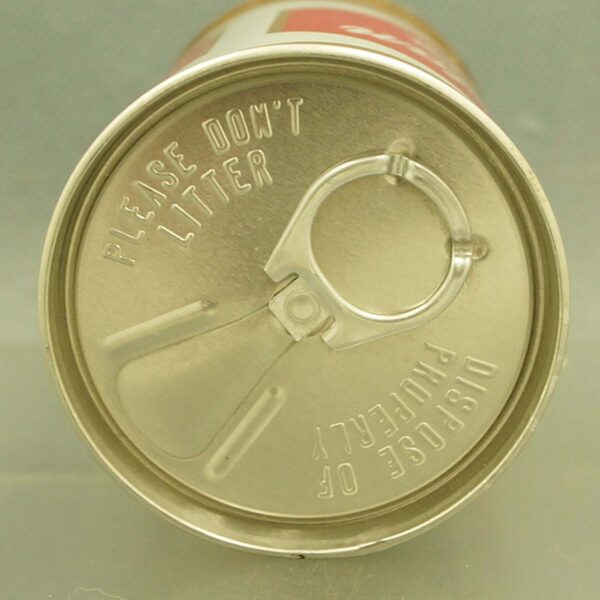 PLEASE DON'T
LITTER
DISPOSE OF
PROPERLY